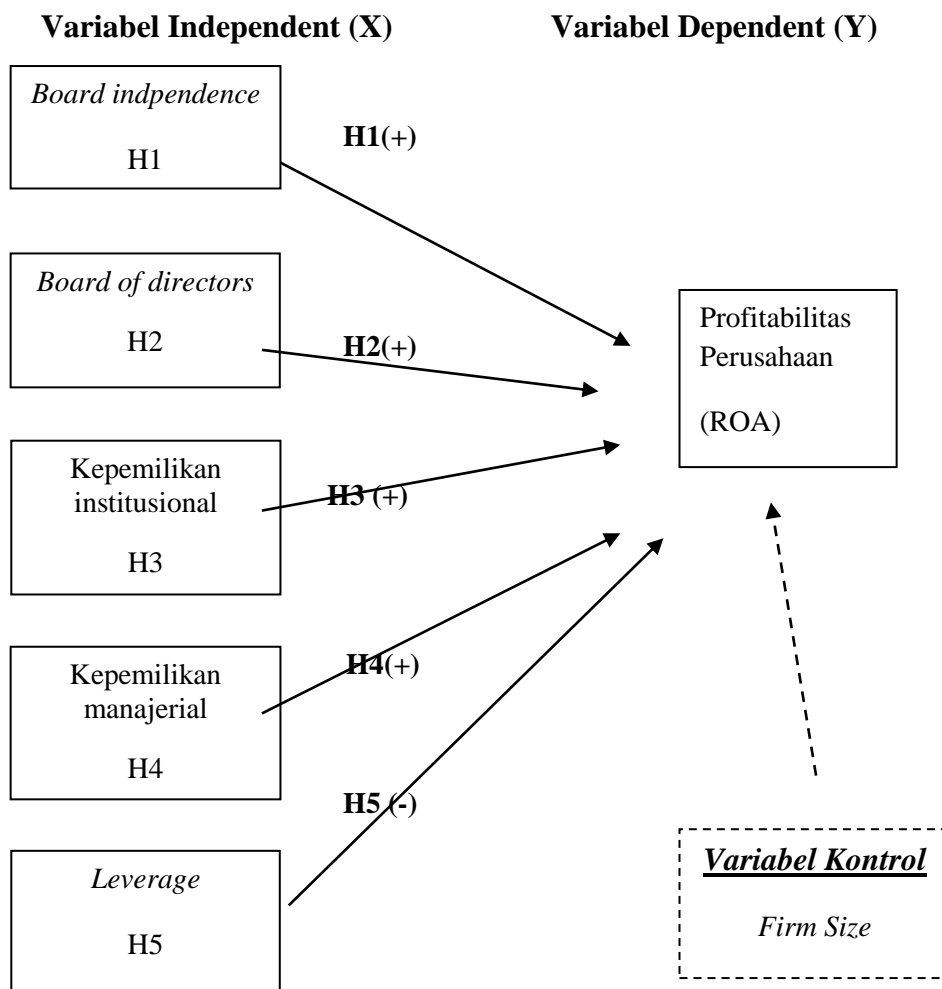 Variabel Independent (X)
Variabel Dependent (Y)
Board indpendence
H1
H1(+)
Board of directors
H2
H2(+)
Kepemilikan
institusional
H3
H3 (+)
Kepemilikan
manajerial
H4
H4(+)
Leverage
H5
H5 (-)
Profitabilitas
Perusahaan
(ROA)
Variabel Kontrol
Firm Size